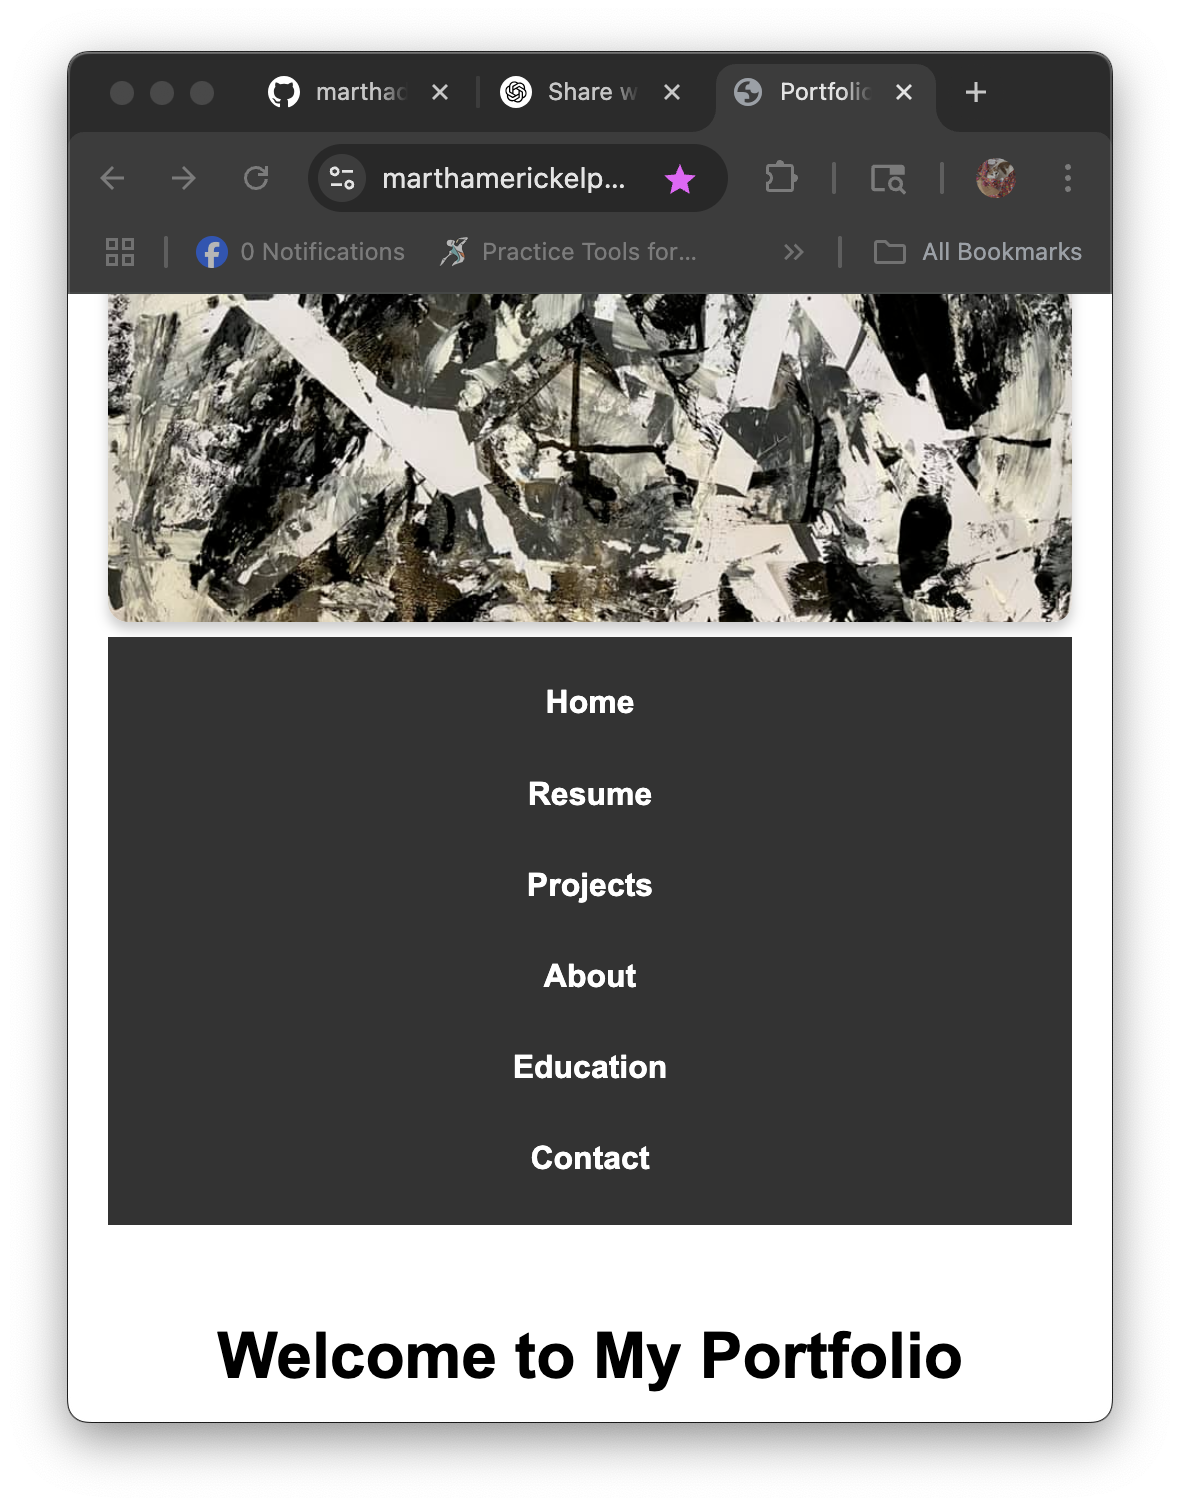 marthac
Share w
Portfolio
marthamerickelp...
0 Notifications
Practice Tools for...
All Bookmarks
Home
Resume
Projects
About
Education
Contact
Welcome to My Portfolio